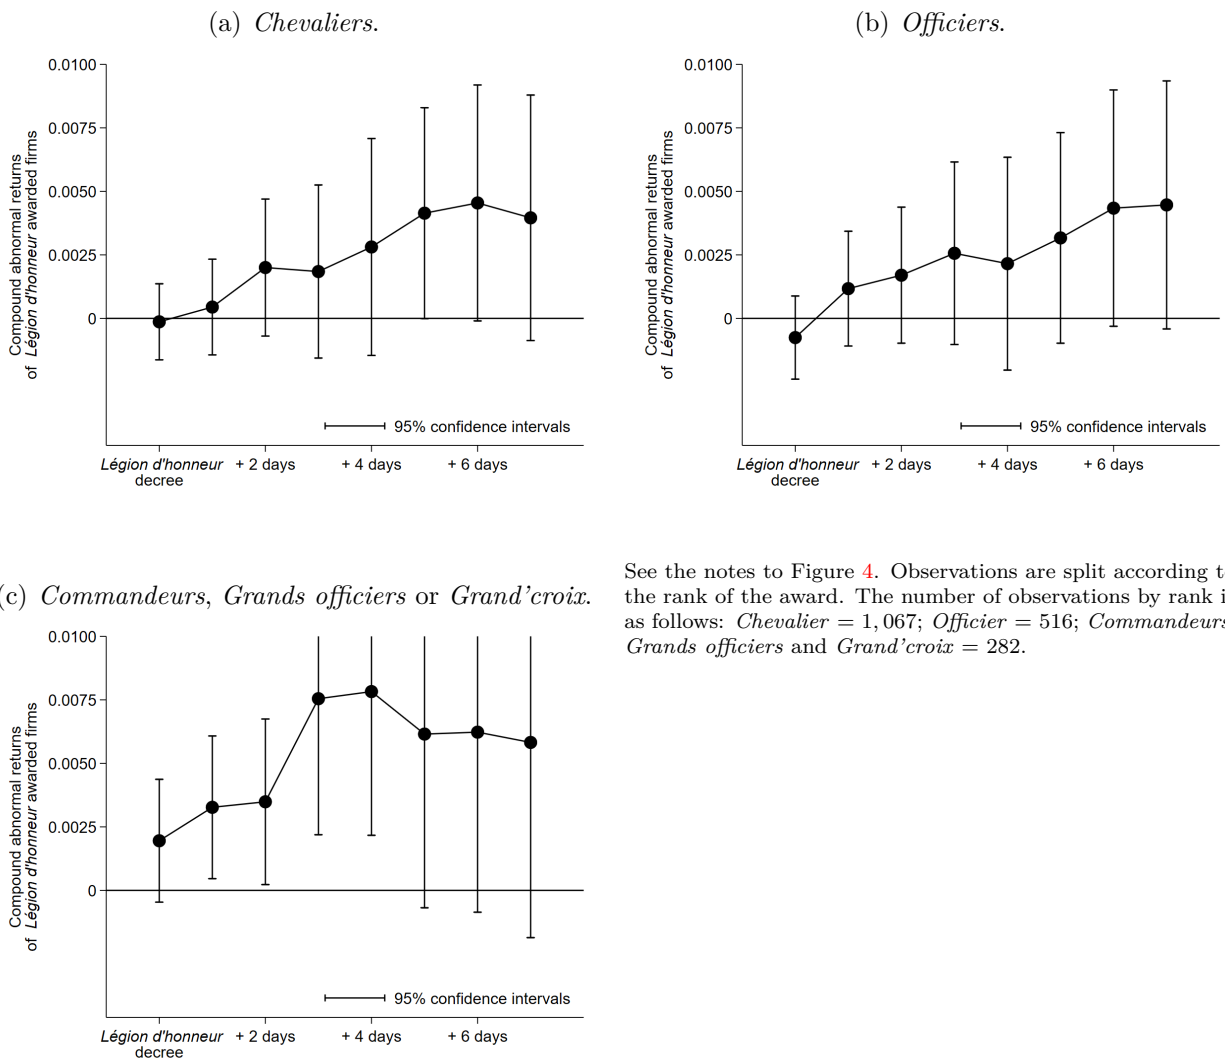 (a) Chevaliers.
0.0100
0.0075
0.0050
0.0025
0
Compound abnormal returns
of Légion d'honneur awarded firms
95% confidence intervals
Légion d'honneur
decree
+ 2 days
+ 4 days
+ 6 days
(b) Officiers.
0.0100
0.0075
0.0050
0.0025
0
Compound abnormal returns
of Légion d'honneur awarded firms
95% confidence intervals
Légion d'honneur
decree
+ 2 days
+ 4 days
+ 6 days
(c) Commandeurs, Grands officiers or Grand'croix.
0.0100
0.0075
0.0050
0.0025
0
Compound abnormal returns
of Légion d'honneur awarded firms
95% confidence intervals
Légion d'honneur
decree
+ 2 days
+ 4 days
+ 6 days
See the notes to Figure 4. Observations are split according to
the rank of the award. The number of observations by rank i
as follows: Chevalier = 1, 067; Officier = 516; Commandeurs
Grands officiers and Grand'croix = 282.